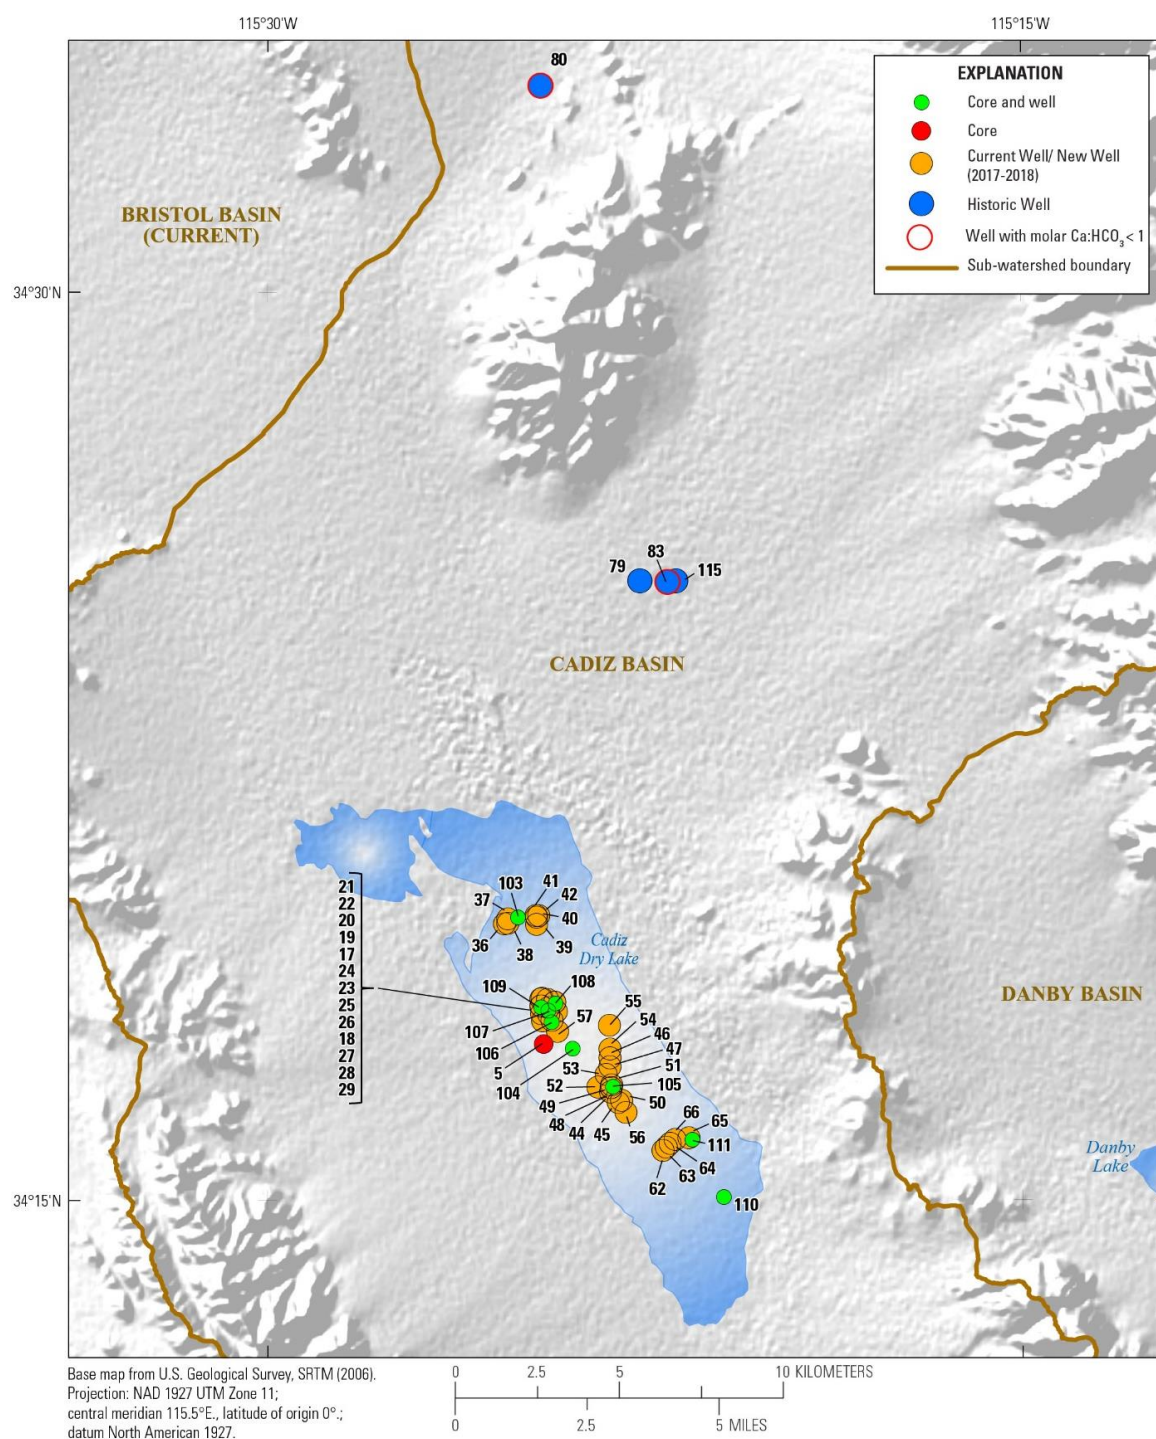 115°30'W
115°15'W
80
EXPLANATION
Core and well
Core
Current Well/ New Well
(2017-2018)
Historic Well
Well with molar Ca:HCO₃< 1
Sub-watershed boundary
BRISTOL BASIN
(CURRENT)
34°30'N
79
83
115
CADIZ BASIN
21
22
20
19
17
24
23
25
26
18
27
28
29
103
41
42
37
40
36
38
39
Cadiz
Dry Lake
109
108
57
55
54
46
47
107
106
5
104
53
51
105
52
49
48
44
45
50
56
66
65
111
64
63
62
110
DANBY BASIN
Danby
Lake
34°15'N
Base map from U.S. Geological Survey, SRTM (2006).
Projection: NAD 1927 UTM Zone 11;
central meridian 115.5°E., latitude of origin 0°.;
datum North American 1927.
0 2.5 5 10 KILOMETERS
0 2.5 5 MILES